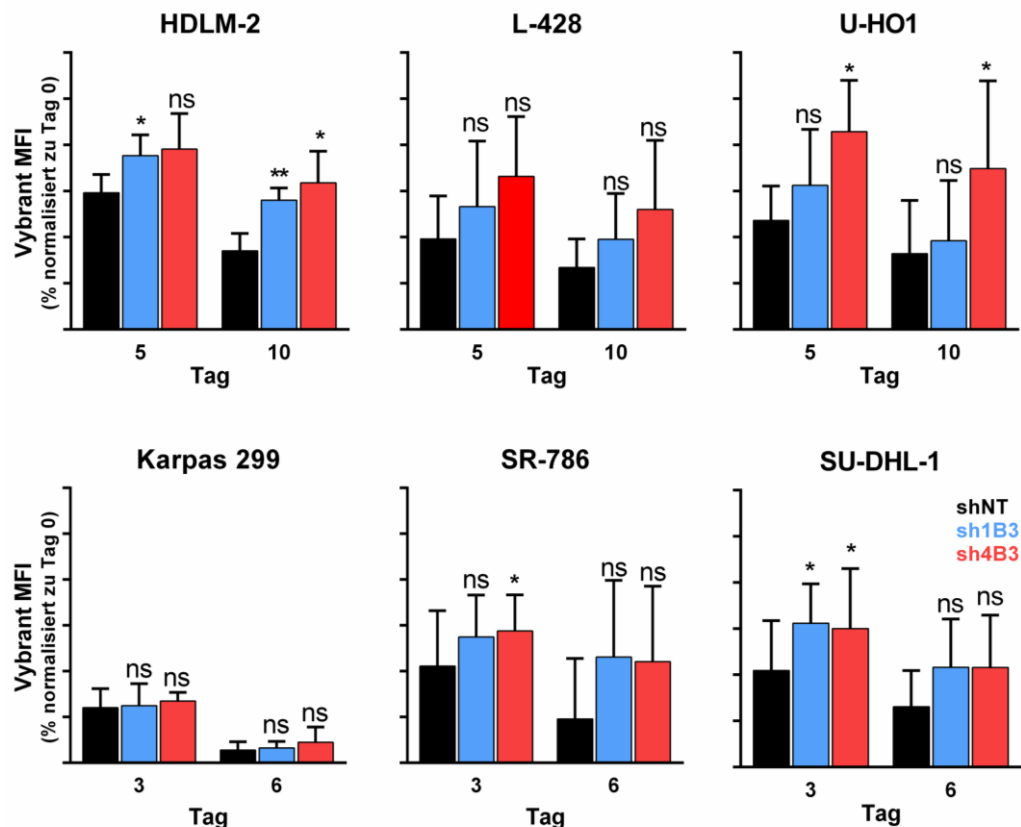 HDLM-2
L-428
U-HO1
Vybrant MFI
(% normalisiert zu Tag 0)
* ns ** *
ns ns ns ns
ns * ns *
5 10
5 10
5 10
Tag
Tag
Tag
Karpas 299
SR-786
SU-DHL-1
Vybrant MFI
(% normalisiert zu Tag 0)
shNT
sh1B3
sh4B3
ns ns ns ns
ns * ns ns
* * ns ns
3 6
3 6
3 6
Tag
Tag
Tag